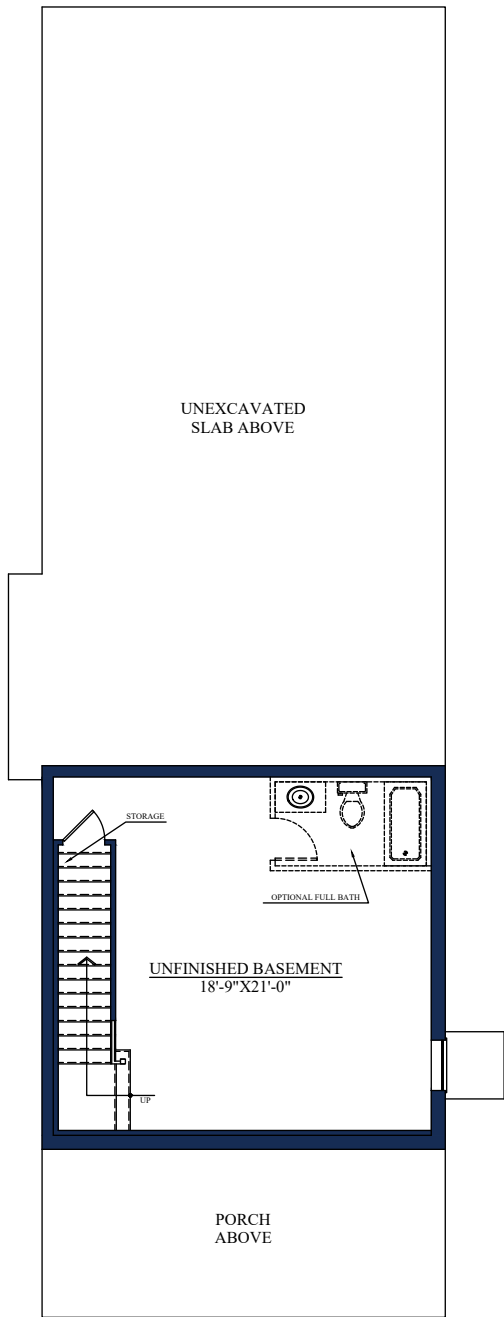 UNEXCAVATED
SLAB ABOVE
STORAGE
OPTIONAL FULL BATH
UNFINISHED BASEMENT
18'-9"X21'-0"
UP
PORCH
ABOVE